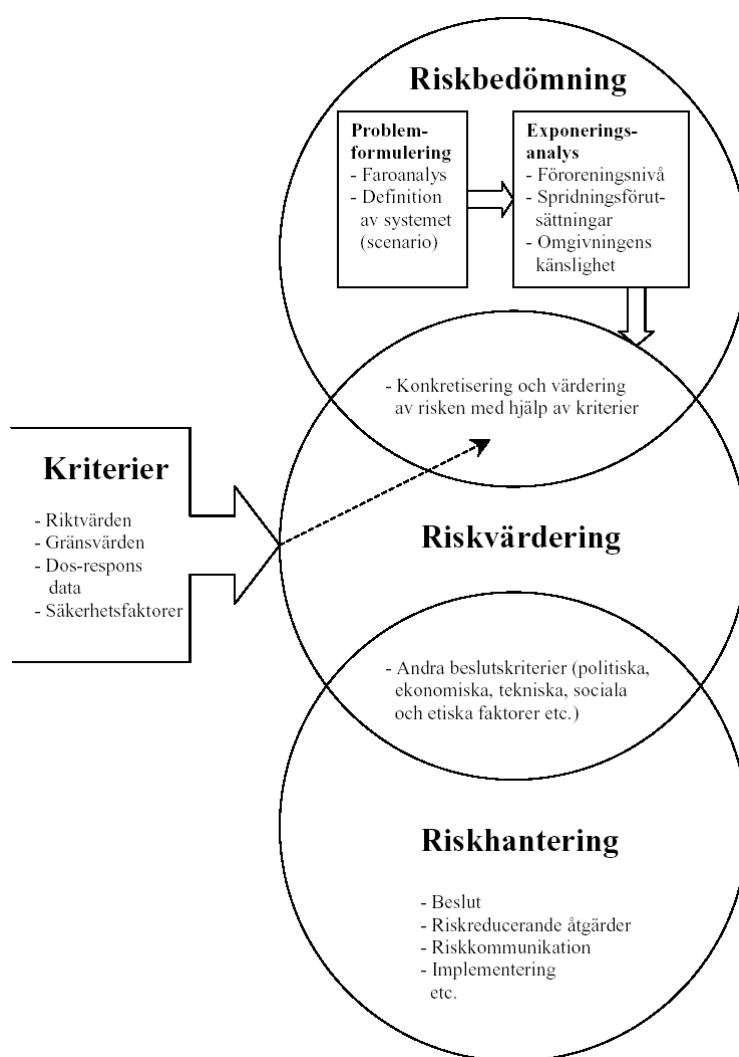 Riskbedömning
Problem-
formulering
- Faroanalys
- Definition
av systemet
(scenario)
Exponerings-
analys
- Föroreningsnivå
- Spridningsförut-
sättningar
- Omgivningens
känslighet
- Konkretisering och värdering
av risken med hjälp av kriterier
Kriterier
- Riktvärden
- Gränsvärden
- Dos-respons
data
- Säkerhetsfaktorer
Riskvärdering
- Andra beslutskriterier (politiska,
ekonomiska, tekniska, sociala
och etiska faktorer etc.)
Riskhantering
- Beslut
- Riskreducerande åtgärder
- Riskkommunikation
- Implementering
etc.